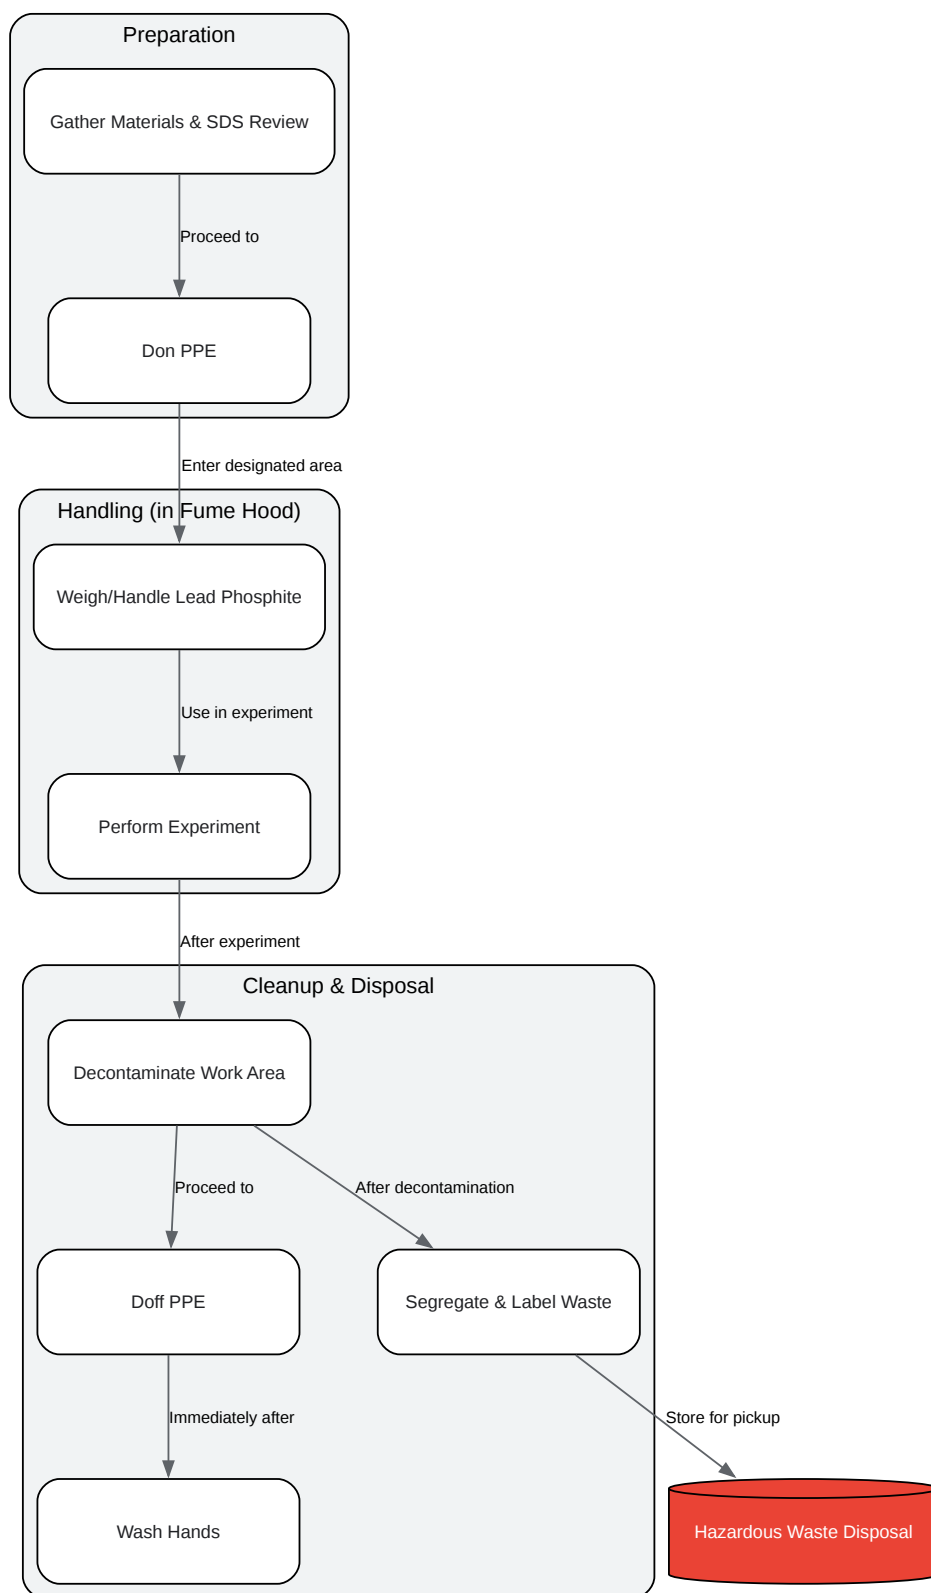 Preparation
Gather Materials & SDS Review
Proceed to
Don PPE
Enter designated area
Handling (in Fume Hood)
Weigh/Handle Lead Phosphite
Use in experiment
Perform Experiment
After experiment
Cleanup & Disposal
Decontaminate Work Area
Proceed to
After decontamination
Doff PPE
Segregate & Label Waste
Immediately after
Store for pickup
Wash Hands
Hazardous Waste Disposal